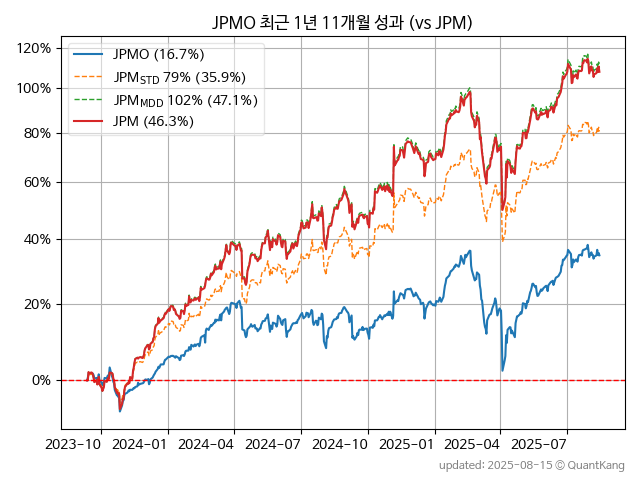 JPMO 최근 1년 11개월 성과 (vs JPM)
120%
100%
80%
60%
40%
20%
0%
JPMO (16.7%)
JPM_STD 79% (35.9%)
JPM_MDD 102% (47.1%)
JPM (46.3%)
2023-10 2024-01 2024-04 2024-07 2024-10 2025-01 2025-04 2025-07
updated: 2025-08-15 ⓒ QuantKang